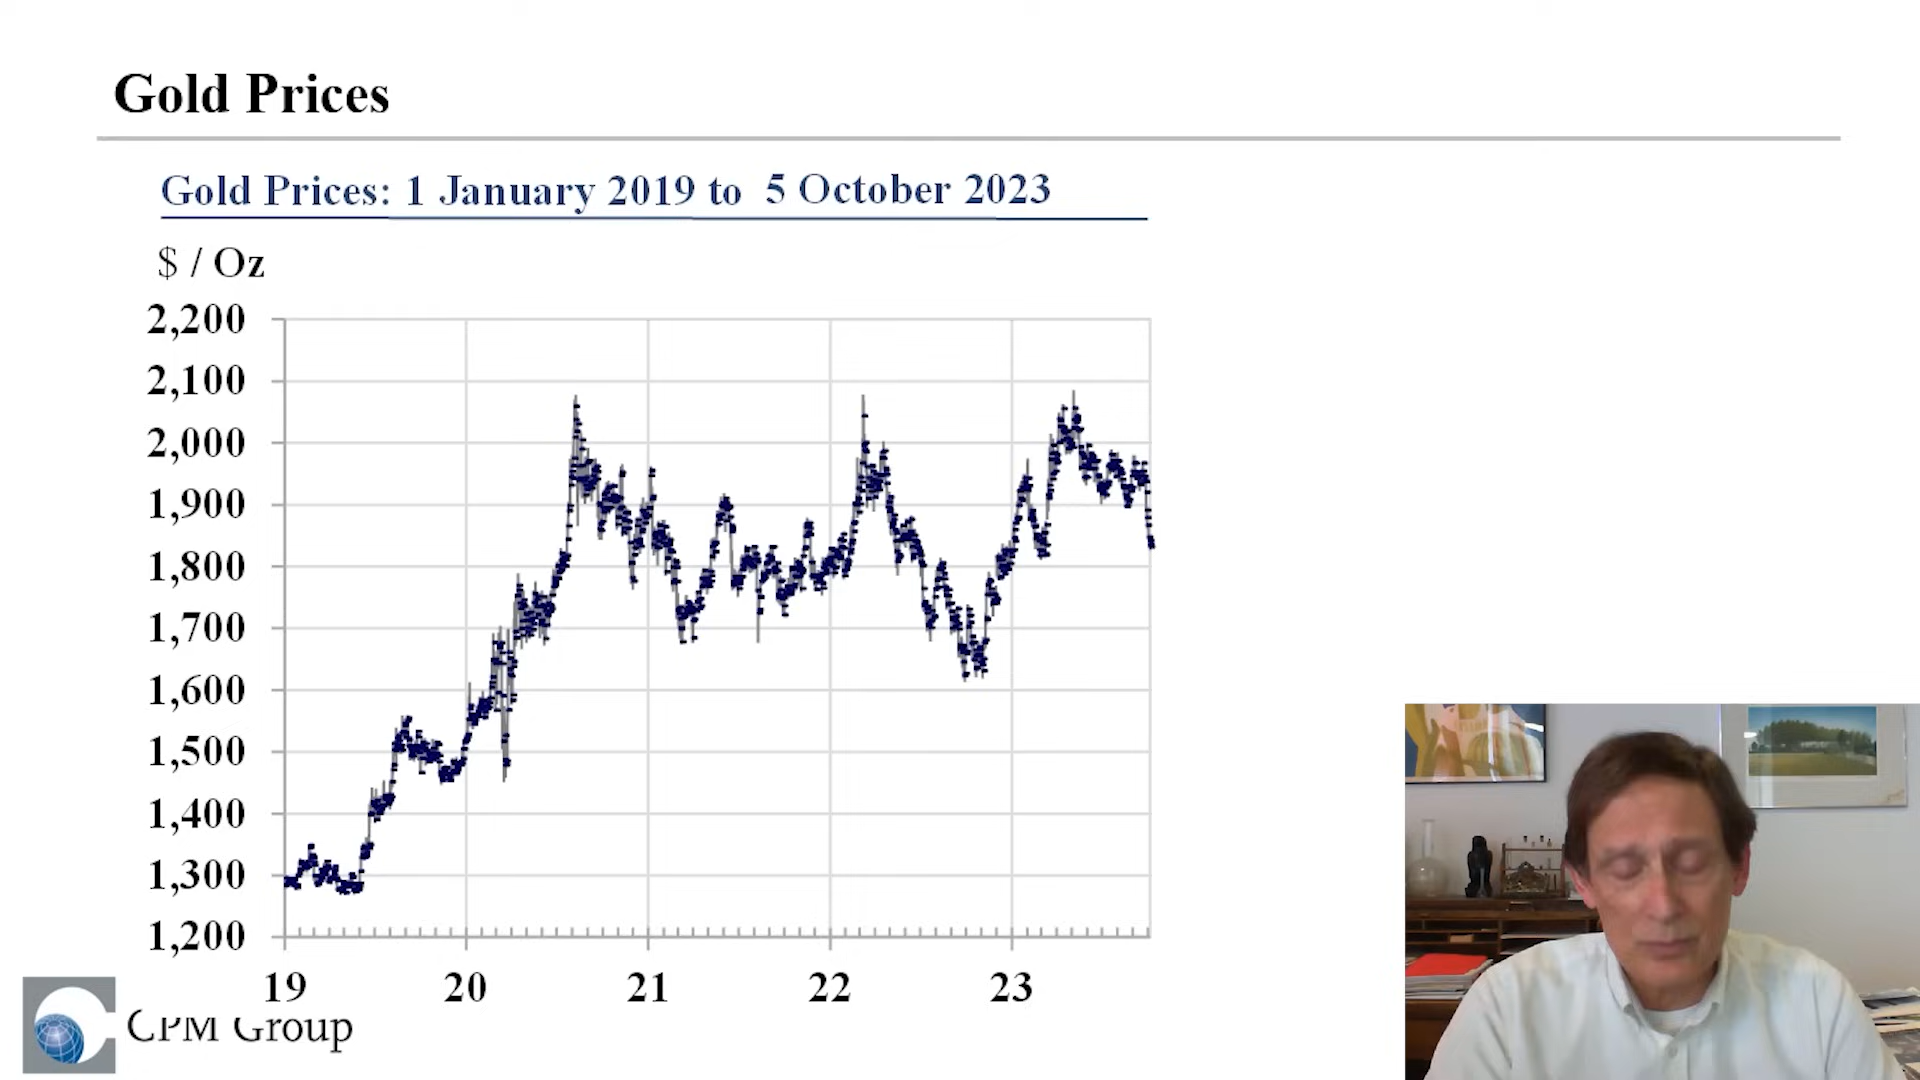 Gold Prices
Gold Prices: 1 January 2019 to 5 October 2023
$ / Oz
2,200
2,100
2,000
1,900
1,800
1,700
1,600
1,500
1,400
1,300
1,200
19 20 21 22 23
CPM Group